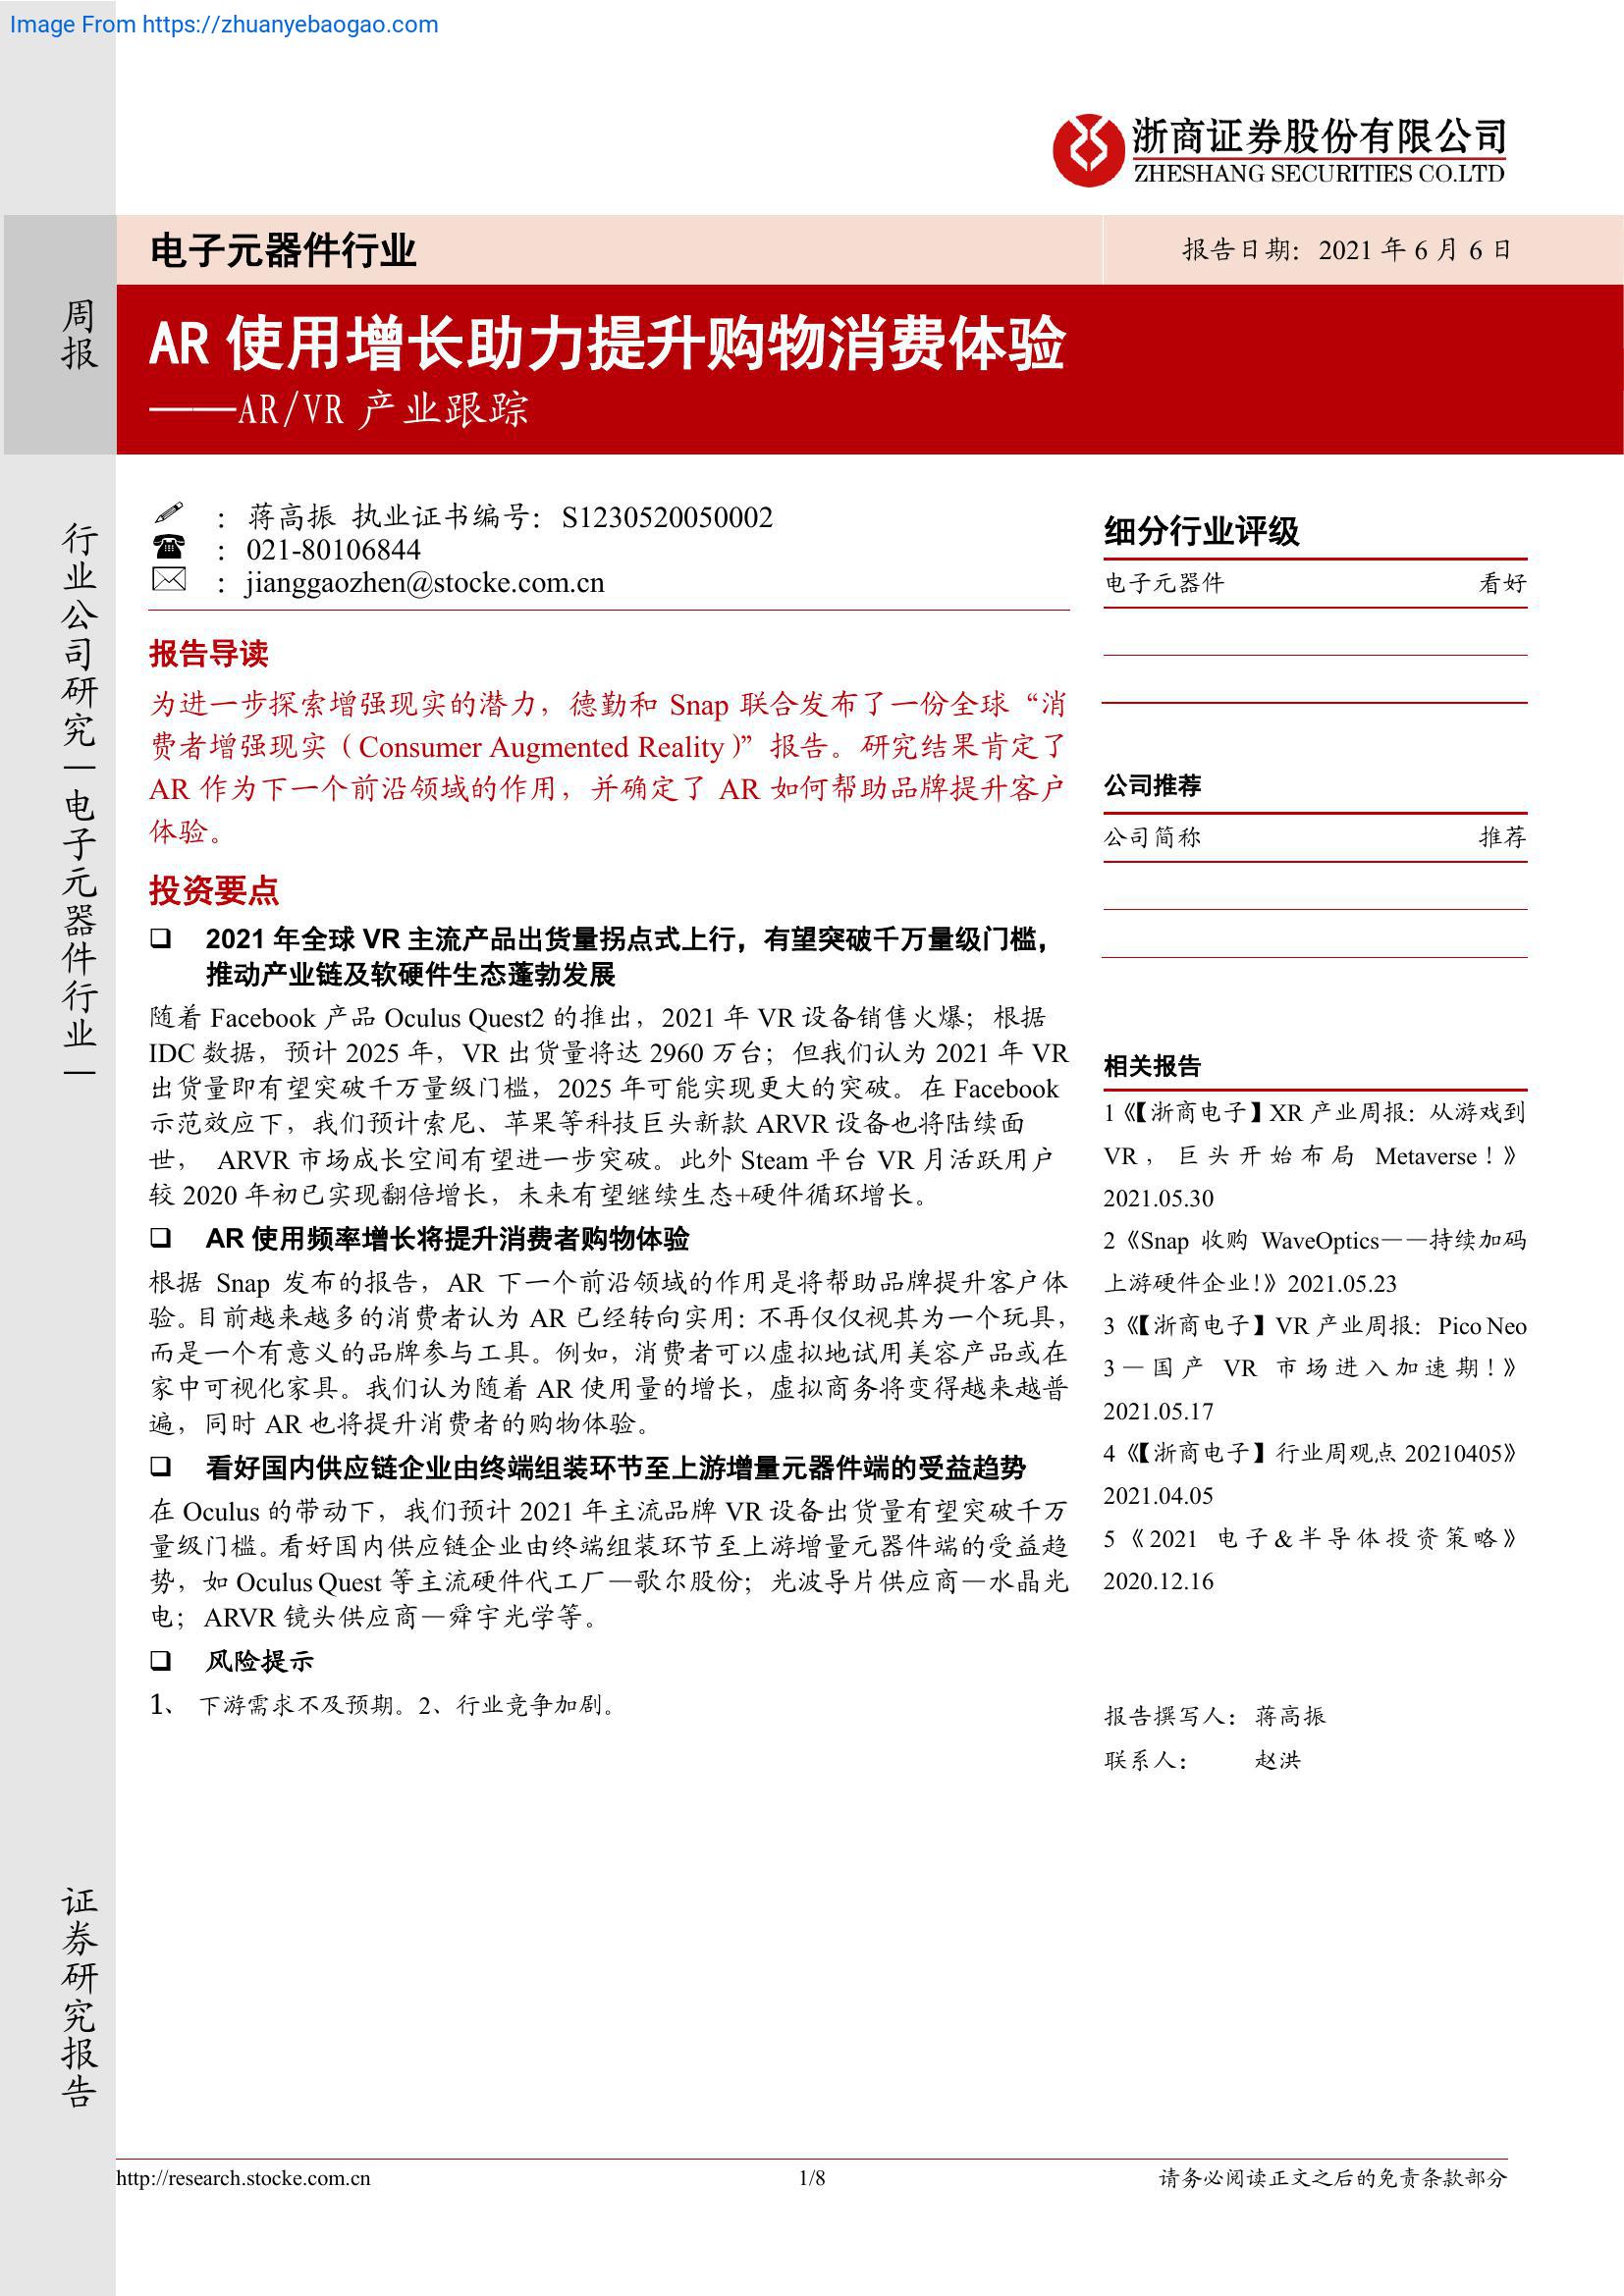 Image From https://zhuanyebaogao.com
浙商证券股份有限公司
ZHESHANG SECURITIES CO.LTD
电子元器件行业
报告日期：2021 年 6 月 6 日
周报
AR 使用增长助力提升购物消费体验
——AR/VR 产业跟踪
行业公司研究｜电子元器件行业｜
：蒋高振 执业证书编号：S1230520050002
：021-80106844
：jianggaozhen@stocke.com.cn
报告导读
为进一步探索增强现实的潜力，德勤和 Snap 联合发布了一份全球“消
费者增强现实（Consumer Augmented Reality）”报告。研究结果肯定了
AR 作为下一个前沿领域的作用，并确定了 AR 如何帮助品牌提升客户
体验。
投资要点
❑ 2021 年全球 VR 主流产品出货量拐点式上行，有望突破千万量级门槛，
推动产业链及软硬件生态蓬勃发展
随着 Facebook 产品 Oculus Quest2 的推出，2021 年 VR 设备销售火爆；根据
IDC 数据，预计 2025 年，VR 出货量将达 2960 万台；但我们认为 2021 年 VR
出货量即有望突破千万量级门槛，2025 年可能实现更大的突破。在 Facebook
示范效应下，我们预计索尼、苹果等科技巨头新款 ARVR 设备也将陆续面
世， ARVR 市场成长空间有望进一步突破。此外 Steam 平台 VR 月活跃用户
较 2020 年初已实现翻倍增长，未来有望继续生态+硬件循环增长。
❑ AR 使用频率增长将提升消费者购物体验
根据 Snap 发布的报告，AR 下一个前沿领域的作用是将帮助品牌提升客户体
验。目前越来越多的消费者认为 AR 已经转向实用：不再仅仅视其为一个玩具，
而是一个有意义的品牌参与工具。例如，消费者可以虚拟地试用美容产品或在
家中可视化家具。我们认为随着 AR 使用量的增长，虚拟商务将变得越来越普
遍，同时 AR 也将提升消费者的购物体验。
❑ 看好国内供应链企业由终端组装环节至上游增量元器件端的受益趋势
在 Oculus 的带动下，我们预计 2021 年主流品牌 VR 设备出货量有望突破千万
量级门槛。看好国内供应链企业由终端组装环节至上游增量元器件端的受益趋
势，如 Oculus Quest 等主流硬件代工厂—歌尔股份；光波导片供应商—水晶光
电；ARVR 镜头供应商—舜宇光学等。
❑ 风险提示
1、 下游需求不及预期。2、行业竞争加剧。
细分行业评级
电子元器件 看好
公司推荐
公司简称 推荐
相关报告
1《【浙商电子】XR 产业周报：从游戏到
VR，巨头开始布局 Metaverse！》
2021.05.30
2《Snap 收购 WaveOptics——持续加码
上游硬件企业！》2021.05.23
3《【浙商电子】VR 产业周报：Pico Neo
3—国产 VR 市场进入加速期！》
2021.05.17
4《【浙商电子】行业周观点 20210405》
2021.04.05
5《2021 电子&半导体投资策略》
2020.12.16
报告撰写人：蒋高振
联系人： 赵洪
证券研究报告
http://research.stocke.com.cn
1/8
请务必阅读正文之后的免责条款部分